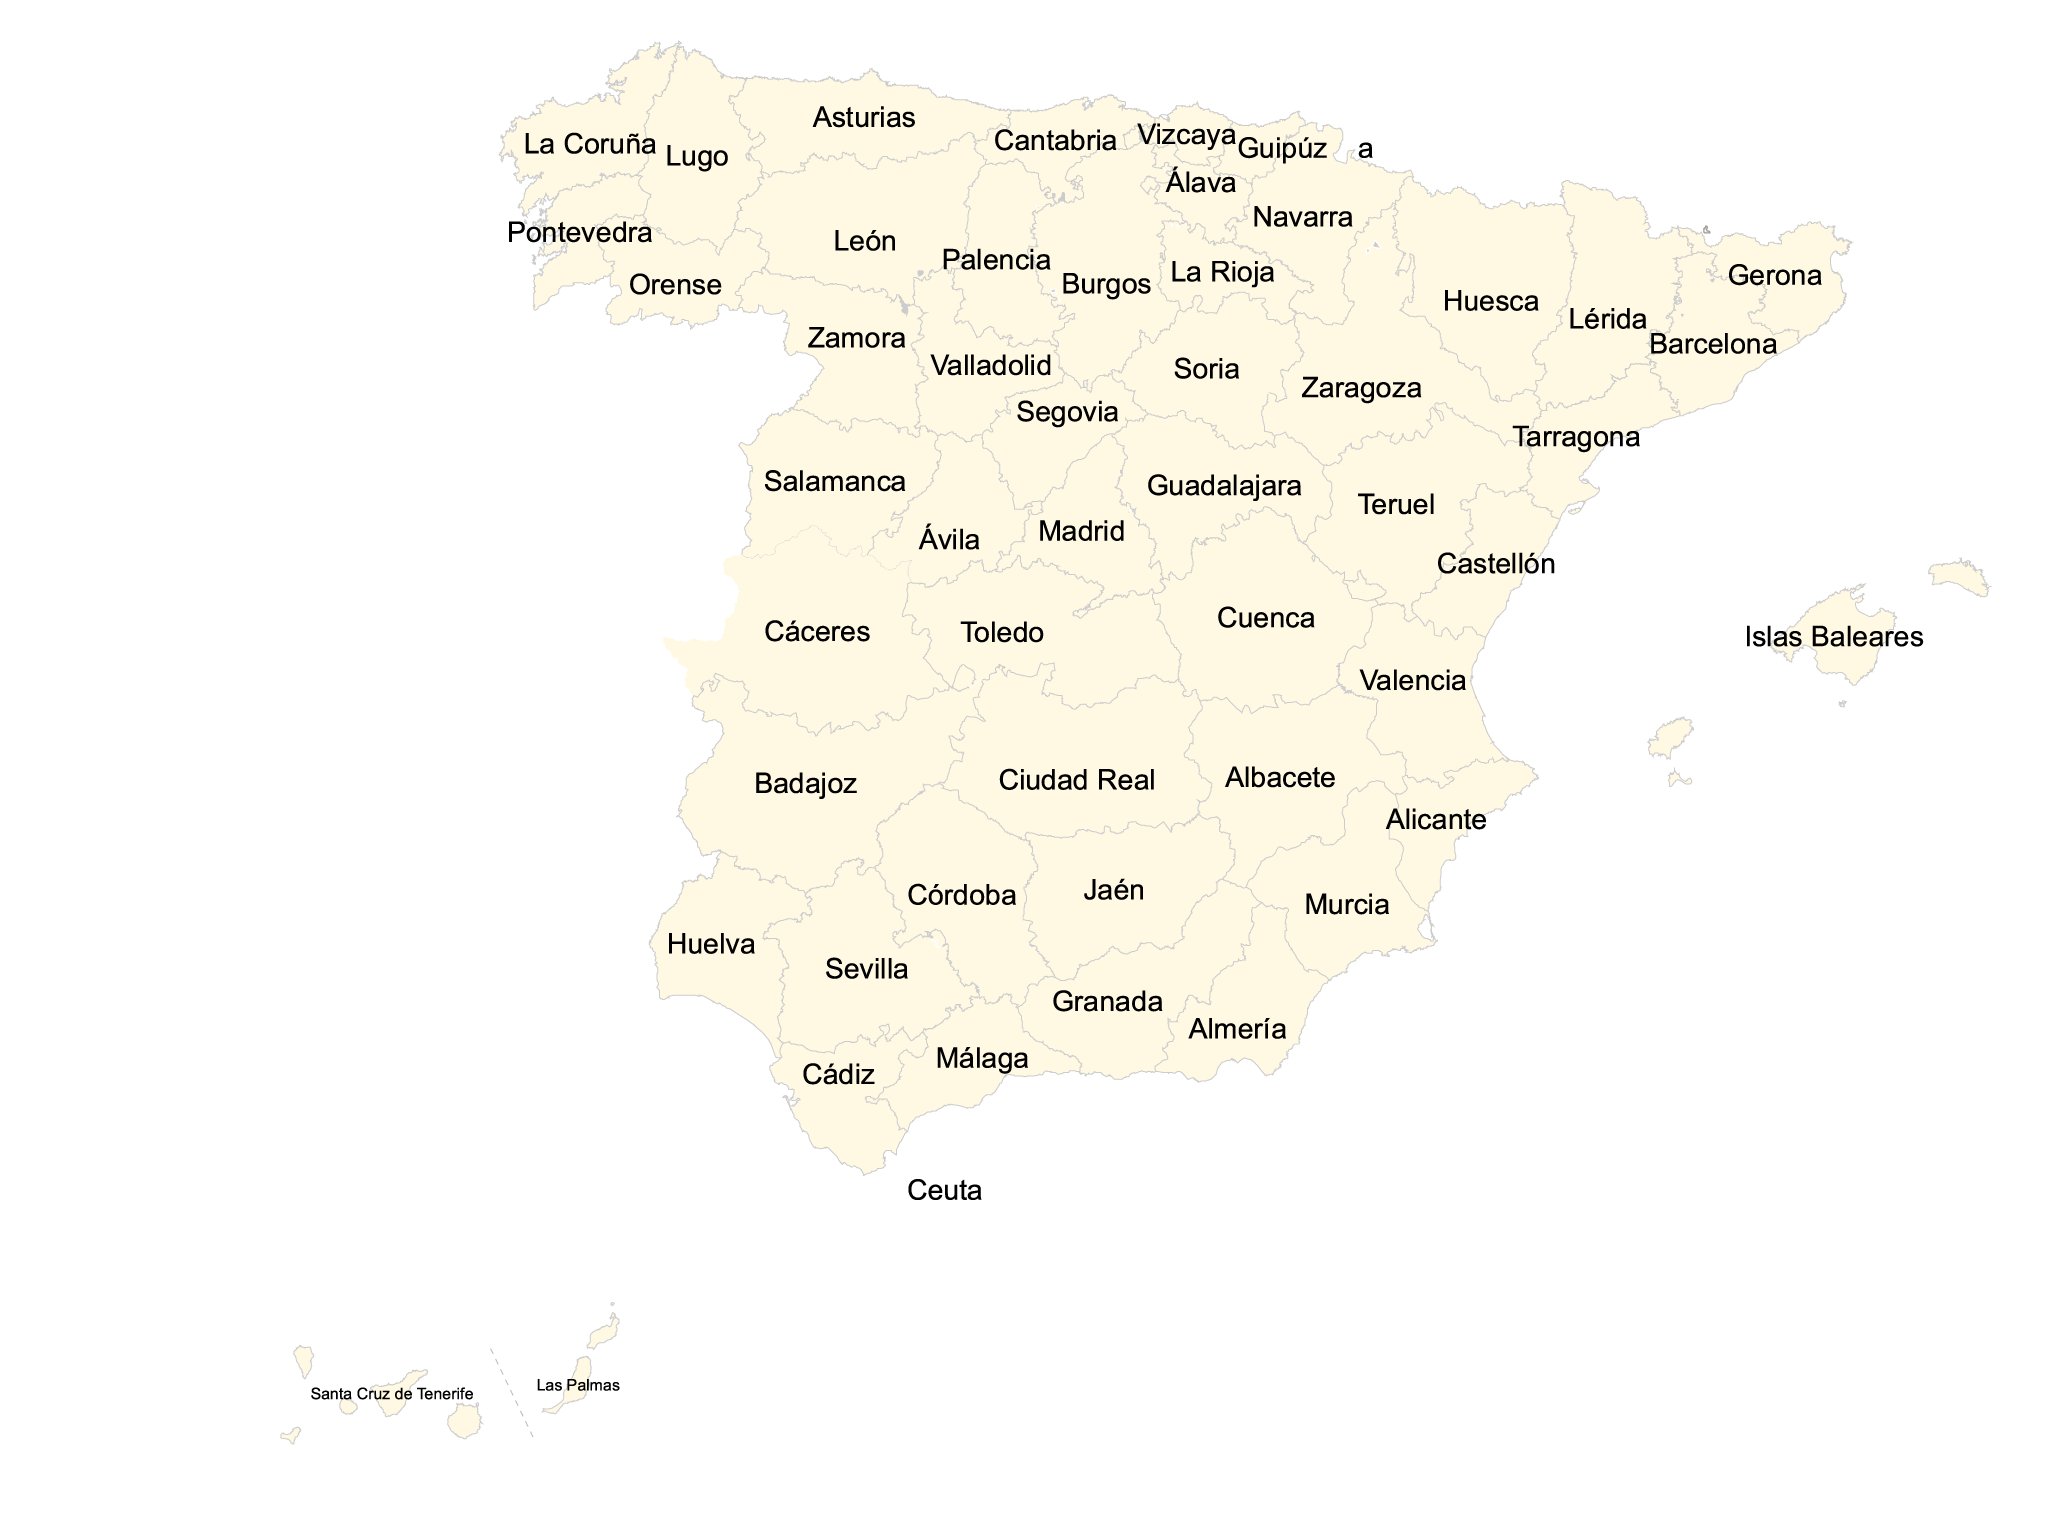 Asturias
Vizcaya
Cantabria
La Coruña
Guipúz a
Lugo
Álava
Navarra
Pontevedra
León
Palencia
La Rioja
Gerona
Orense
Burgos
Huesca
Lérida
Zamora
Barcelona
Valladolid
Soria
Zaragoza
Segovia
Tarragona
Salamanca
Guadalajara
Teruel
Madrid
Ávila
Castellón
Cuenca
Cáceres
Toledo
Islas Baleares
Valencia
Albacete
Ciudad Real
Badajoz
Alicante
Jaén
Córdoba
Murcia
Huelva
Sevilla
Granada
Almería
Málaga
Cádiz
Ceuta
Las Palmas
Santa Cruz de Tenerife